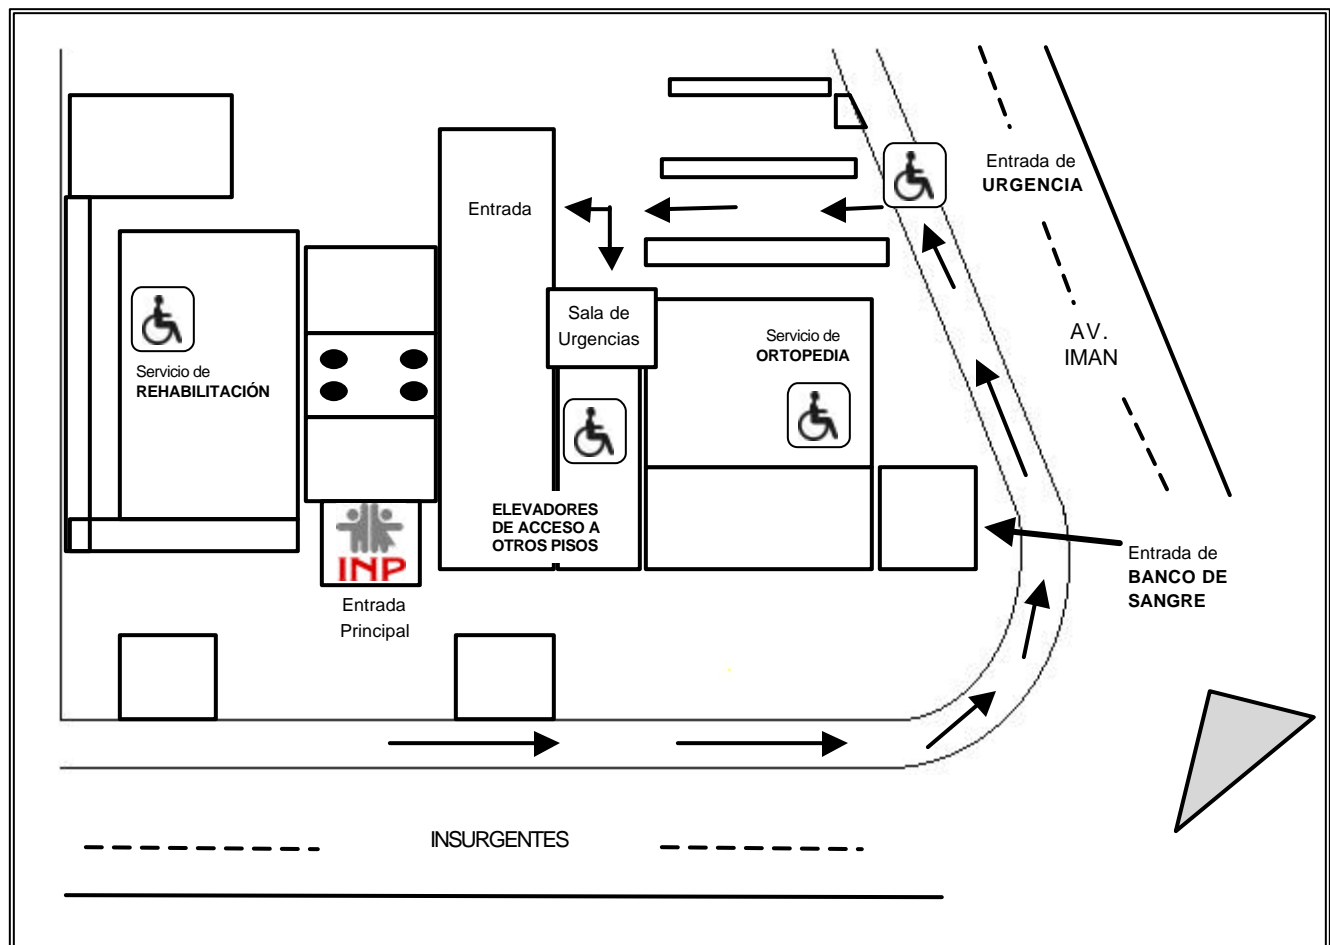 Entrada de
URGENCIA
Entrada
Sala de
Urgencias
Servicio de
ORTOPEDIA
AV.
IMAN
Servicio de
REHABILITACIÓN
ELEVADORES
DE ACCESO A
OTROS PISOS
INP
Entrada
Principal
Entrada de
BANCO DE
SANGRE
INSURGENTES